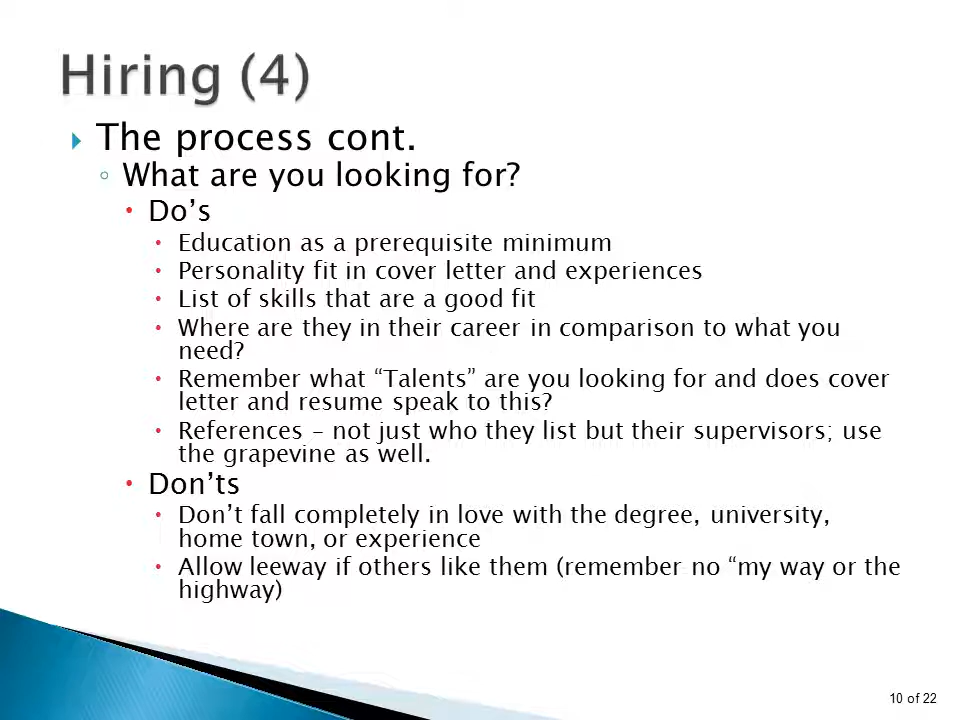 Hiring (4)
The process cont.
What are you looking for?
Do’s
Education as a prerequisite minimum
Personality fit in cover letter and experiences
List of skills that are a good fit
Where are they in their career in comparison to what you
need?
Remember what “Talents” are you looking for and does cover
letter and resume speak to this?
References – not just who they list but their supervisors; use
the grapevine as well.
Don’ts
Don’t fall completely in love with the degree, university,
home town, or experience
Allow leeway if others like them (remember no “my way or the
highway)
10 of 22